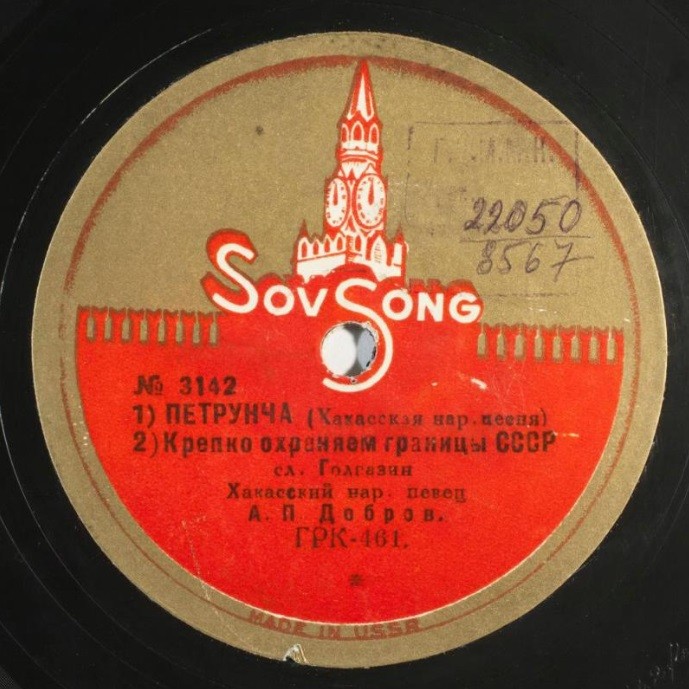 22050
8567
SOVSONG
№ 3142
1) ПЕТРУНЧА (Хакасская нар. песня)
2) Крепко охраняем границы СССР
сл. Голгазин
Хакасский нар. певец
А. П. Добров.
ГРК-461.
*
MADE IN USSR